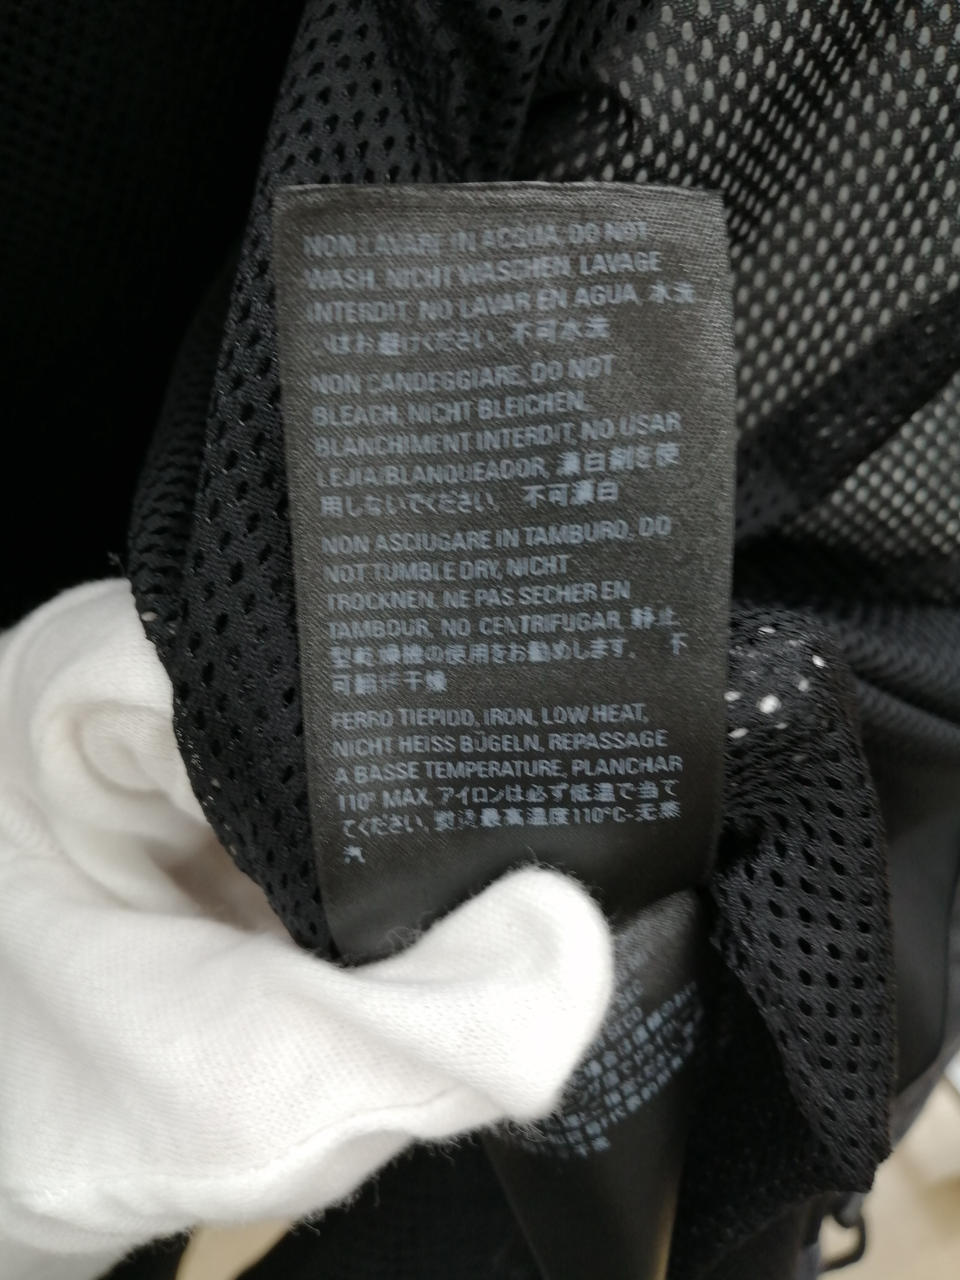 NON LAVARE IN ACQUA, DO NOT
WASH, NICHT WASCHEN, LAVAGE
INTERDIT, NO LAVAR EN AGUA, 水洗
いはお避けください, 不可水洗
NON CANDEGGIARE, DO NOT
BLEACH, NICHT BLEICHEN,
BLANCHIMENT INTERDIT, NO USAR
LEJIA/BLANQUEADOR, 漂白剤を使
用しないでください, 不可漂白
NON ASCIUGARE IN TAMBURO, DO
NOT TUMBLE DRY, NICHT
TROCKNEN, NE PAS SECHER EN
TAMBOUR, NO CENTRIFUGAR, 静止
型乾燥機の使用をお勧めします。 不
可翻 干燥
FERRO TIEPIDO, IRON, LOW HEAT,
NICHT HEISS BÜGELN, REPASSAGE
A BASSE TEMPERATURE, PLANCHAR
110° MAX, アイロンは必ず低温で当て
てください, 熨烫最高温度110°C-无蒸
汽